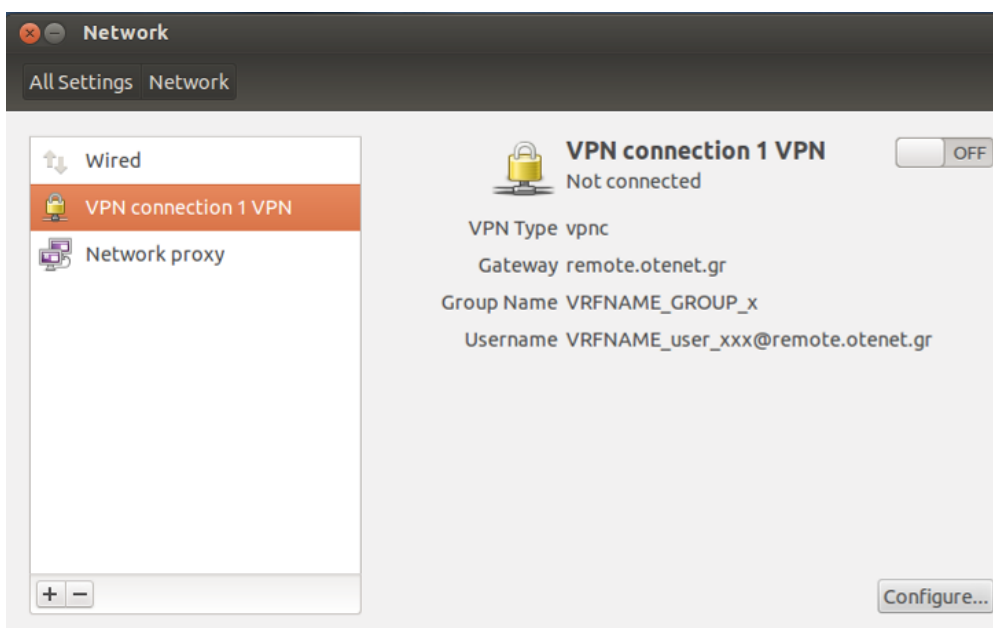 Network
All Settings Network
Wired
VPN connection 1 VPN
Network proxy
VPN connection 1 VPN
OFF
Not connected
VPN Type vpnc
Gateway remote.otenet.gr
Group Name VRFNAME_GROUP_x
Username VRFNAME_user_xxx@remote.otenet.gr
Configure...